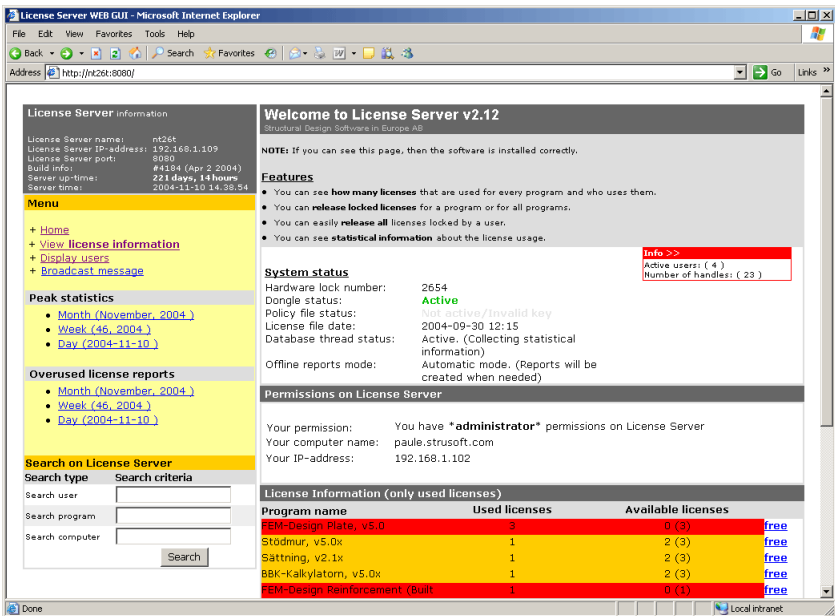 License Server WEB GUI - Microsoft Internet Explorer
File Edit View Favorites Tools Help
Back Search Favorites
Address http://nt26t:8080/ Go Links »
License Server information
License Server name: nt26t
License Server IP-address: 192.168.1.109
License Server port: 8080
Build info: #4184 (Apr 2 2004)
Server up-time: 221 days, 14 hours
Server time: 2004-11-10 14.38.54
Menu
+ Home
+ View license information
+ Display users
+ Broadcast message
Peak statistics
• Month (November, 2004 )
• Week (46, 2004 )
• Day (2004-11-10 )
Overused license reports
• Month (November, 2004 )
• Week (46, 2004 )
• Day (2004-11-10 )
Search on License Server
Search type Search criteria
Search user
Search program
Search computer
Search
Welcome to License Server v2.12
Structural Design Software in Europe AB
NOTE: If you can see this page, then the software is installed correctly.
Features
• You can see how many licenses that are used for every program and who uses them.
• You can release locked licenses for a program or for all programs.
• You can easily release all licenses locked by a user.
• You can see statistical information about the license usage.
Info >>
Active users: ( 4 )
Number of handles: ( 23 )
System status
Hardware lock number: 2654
Dongle status: Active
Policy file status: Not active/Invalid key
License file date: 2004-09-30 12:15
Database thread status: Active. (Collecting statistical
information)
Offline reports mode: Automatic mode. (Reports will be
created when needed)
Permissions on License Server
Your permission: You have *administrator* permissions on License Server
Your computer name: paule.strusoft.com
Your IP-address: 192.168.1.102
License Information (only used licenses)
Program name Used licenses Available licenses
FEM-Design Plate, v5.0 3 0 (3) free
Stödmur, v5.0x 1 2 (3) free
Sättning, v2.1x 1 2 (3) free
BBK-Kalkylatorn, v5.0x 1 2 (3) free
FEM-Design Reinforcement (Built 1 0 (1) free
Done Local intranet